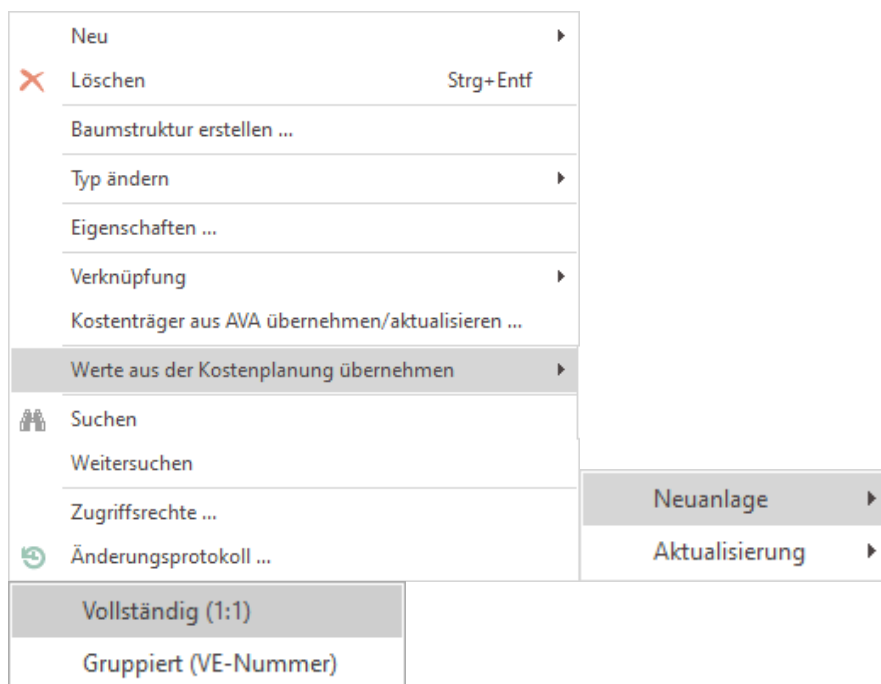 Neu
Löschen Strg+Entf
Baumstruktur erstellen ...
Typ ändern
Eigenschaften ...
Verknüpfung
Kostenträger aus AVA übernehmen/aktualisieren ...
Werte aus der Kostenplanung übernehmen
Suchen
Weitersuchen
Zugriffsrechte ...
Änderungsprotokoll ...
Neuanlage
Aktualisierung
Vollständig (1:1)
Gruppiert (VE-Nummer)